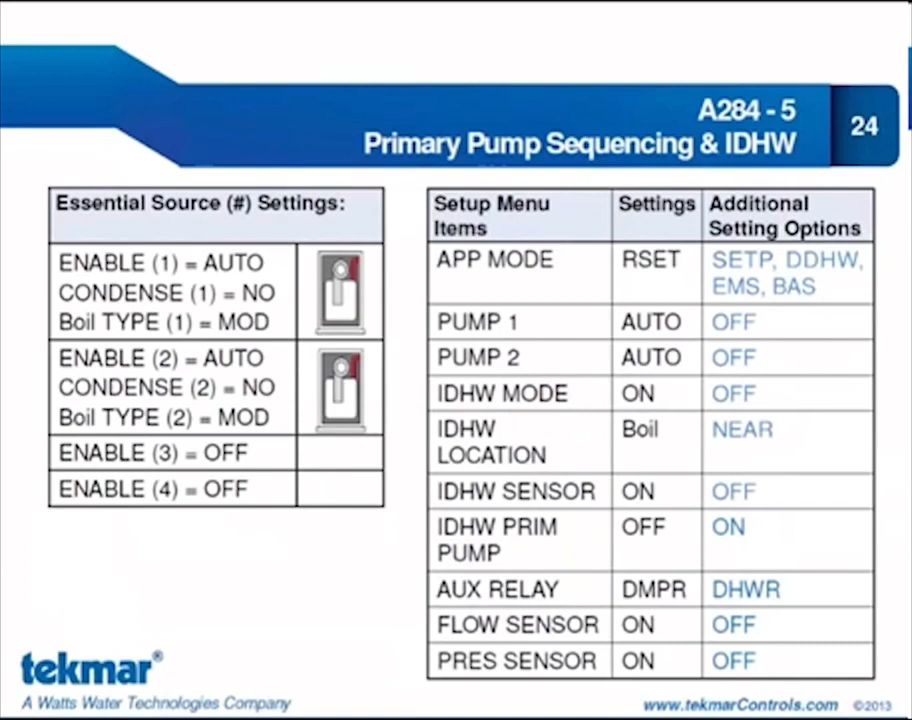 A284 - 5
Primary Pump Sequencing & IDHW
24
Essential Source (#) Settings:
ENABLE (1) = AUTO
CONDENSE (1) = NO
Boil TYPE (1) = MOD
ENABLE (2) = AUTO
CONDENSE (2) = NO
Boil TYPE (2) = MOD
ENABLE (3) = OFF
ENABLE (4) = OFF
Setup Menu Items Settings Additional Setting Options
APP MODE RSET SETP, DDHW, EMS, BAS
PUMP 1 AUTO OFF
PUMP 2 AUTO OFF
IDHW MODE ON OFF
IDHW LOCATION Boil NEAR
IDHW SENSOR ON OFF
IDHW PRIM PUMP OFF ON
AUX RELAY DMPR DHWR
FLOW SENSOR ON OFF
PRES SENSOR ON OFF
tekmar®
A Watts Water Technologies Company
www.tekmarControls.com ©2013